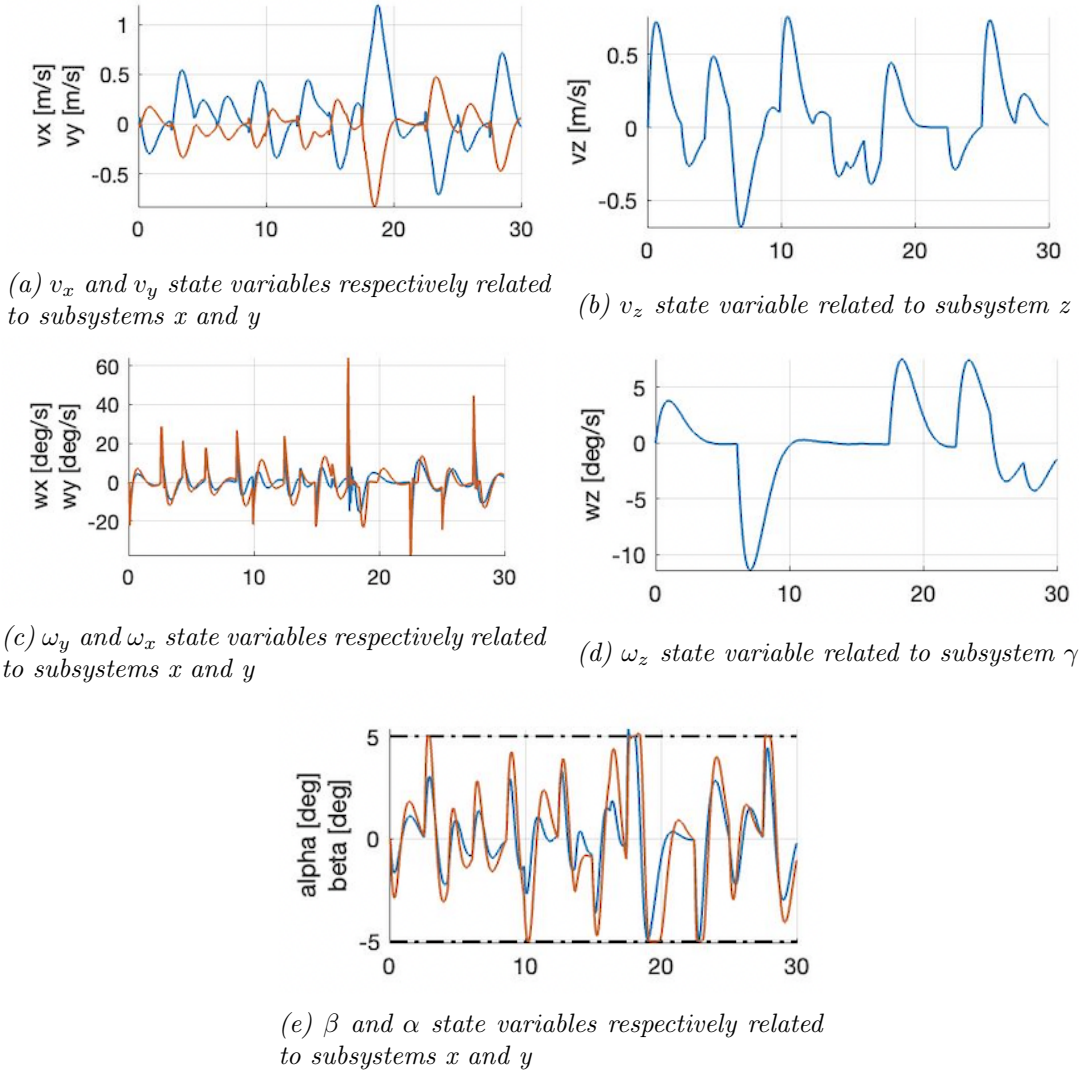 vx [m/s]
vy [m/s]
1
0.5
0
-0.5
0
10
20
30
(a) vₓ and v_y state variables respectively related
to subsystems x and y
vz [m/s]
0.5
0
-0.5
0
10
20
30
(b) v_z state variable related to subsystem z
wx [deg/s]
wy [deg/s]
60
40
20
0
-20
0
10
20
30
(c) ω_y and ωₓ state variables respectively related
to subsystems x and y
wz [deg/s]
5
0
-5
-10
0
10
20
30
(d) ω_z state variable related to subsystem γ
alpha [deg]
beta [deg]
5
0
-5
0
10
20
30
(e) β and α state variables respectively related
to subsystems x and y